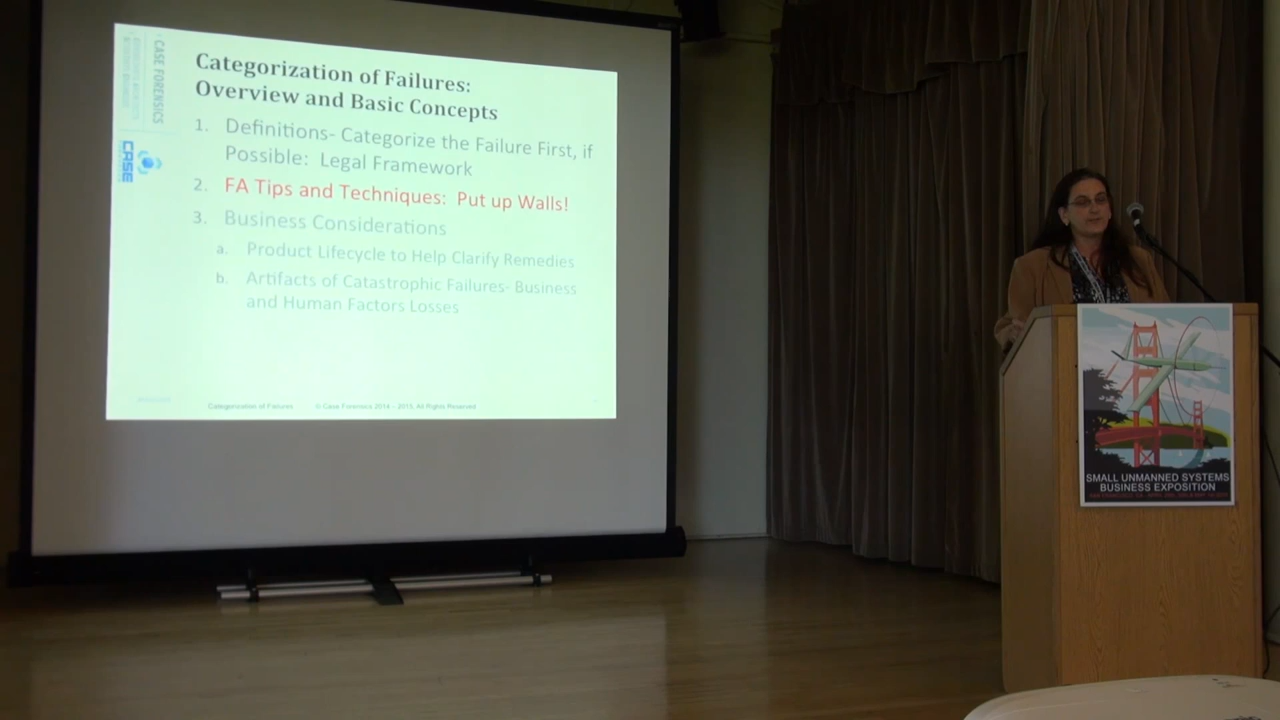 CASE FORENSICS
CASE
Categorization of Failures:
Overview and Basic Concepts
1. Definitions- Categorize the Failure First, if
Possible: Legal Framework
2. FA Tips and Techniques: Put up Walls!
3. Business Considerations
a. Product Lifecycle to Help Clarify Remedies
b. Artifacts of Catastrophic Failures- Business
and Human Factors Losses
Categorization of Failures © Case Forensics 2014 - 2015, All Rights Reserved
SMALL UNMANNED SYSTEMS
BUSINESS EXPOSITION